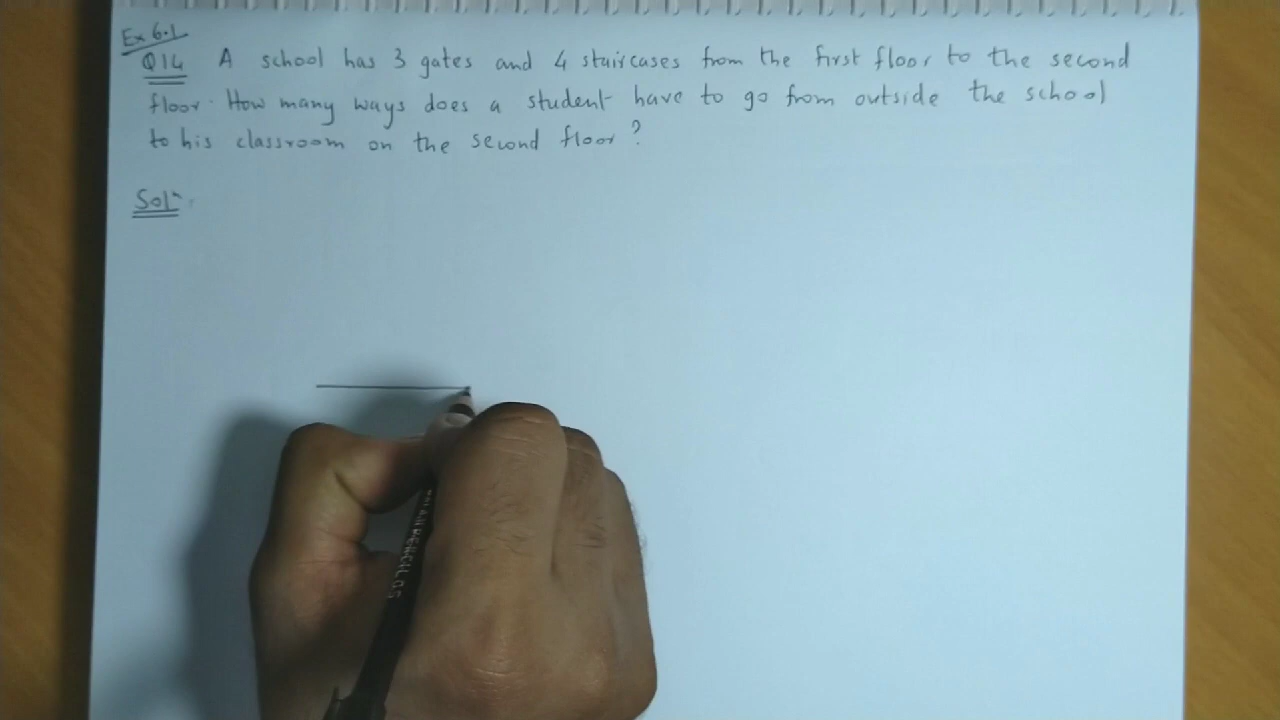 Ex 6.1
Q14 A school has 3 gates and 4 staircases from the first floor to the second
floor. How many ways does a student have to go from outside the school
to his classroom on the second floor?
Solⁿ: